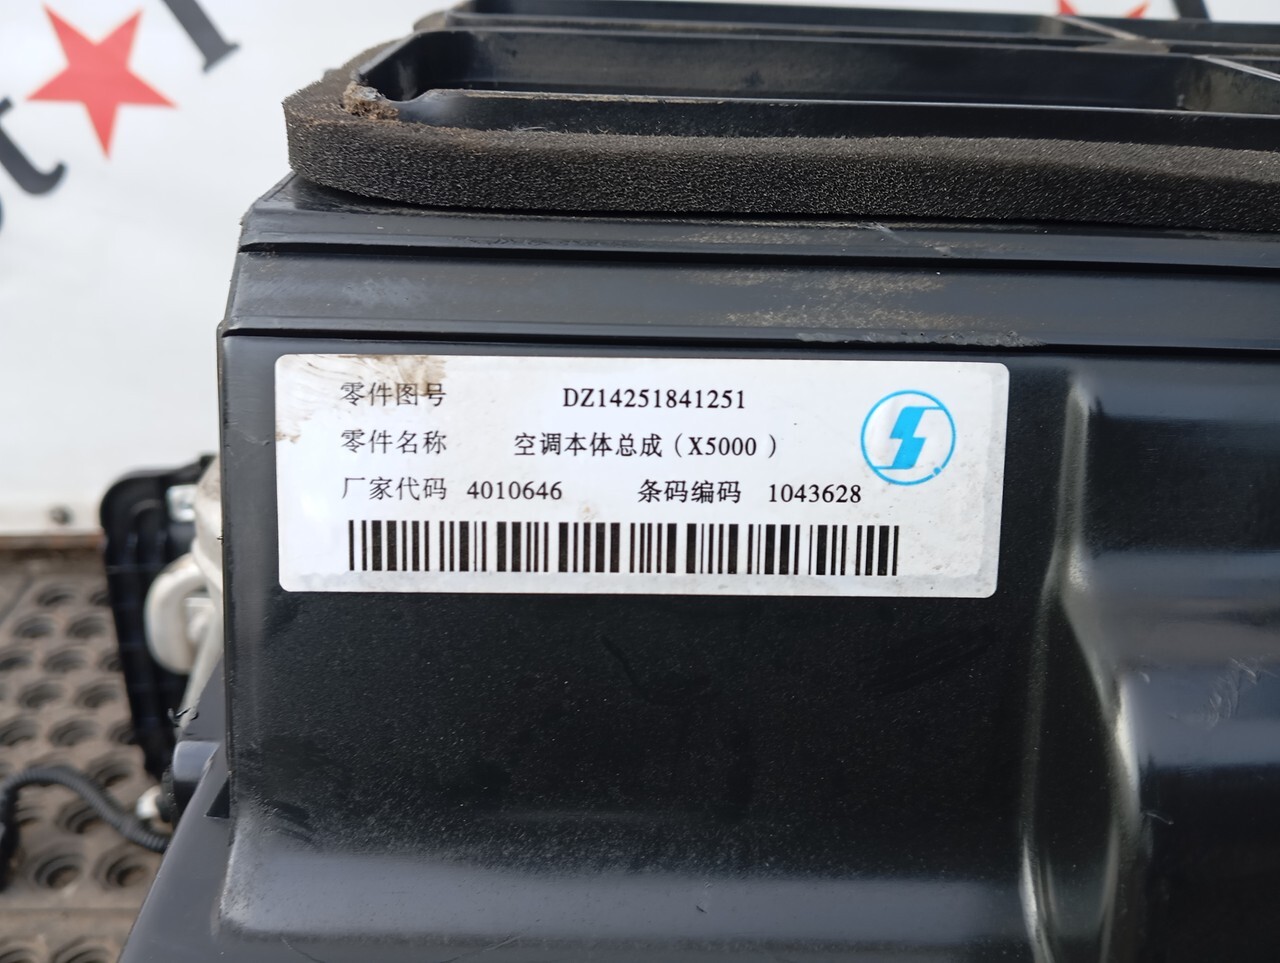 零件图号 DZ14251841251
零件名称 空调本体总成（X5000 ）
厂家代码 4010646 条码编码 1043628